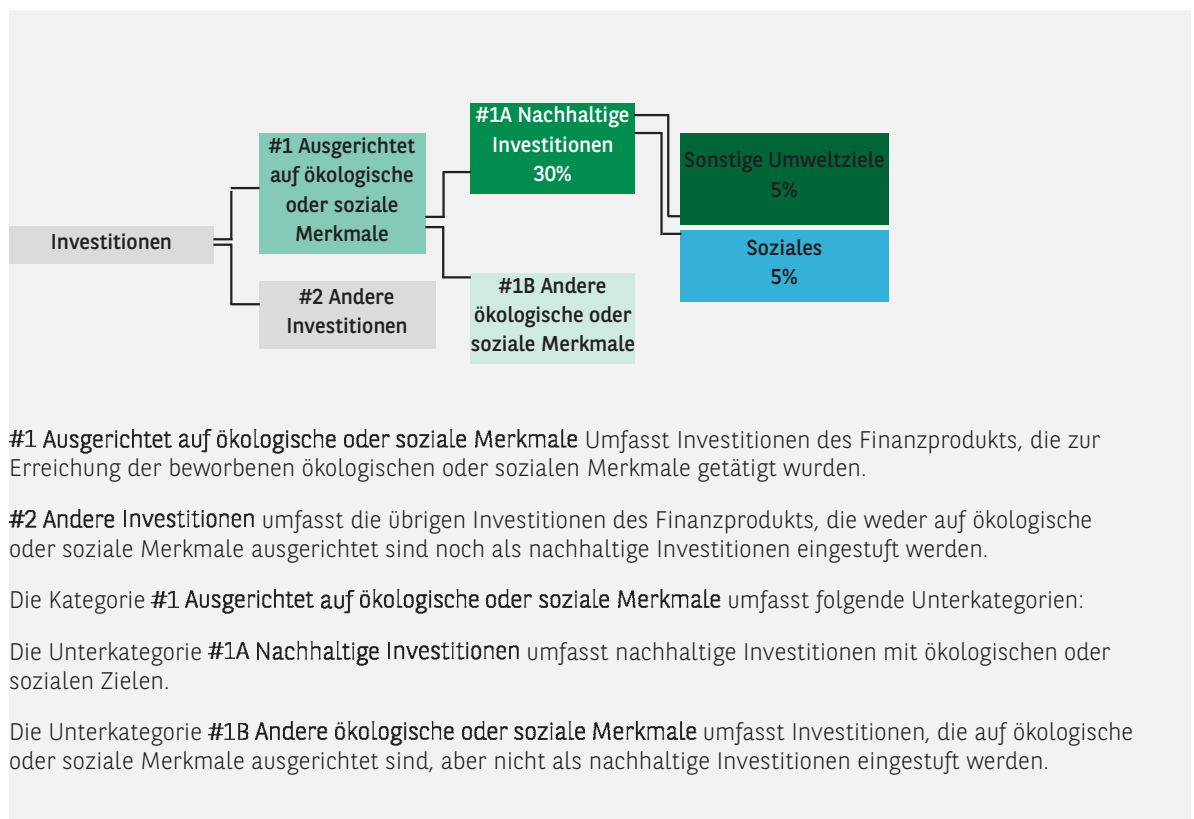 #1A Nachhaltige
Investitionen
30%
#1 Ausgerichtet
auf ökologische
oder soziale
Merkmale
Sonstige Umweltziele
5%
Investitionen
Soziales
5%
#2 Andere
Investitionen
#1B Andere
ökologische oder
soziale Merkmale
#1 Ausgerichtet auf ökologische oder soziale Merkmale Umfasst Investitionen des Finanzprodukts, die zur
Erreichung der beworbenen ökologischen oder sozialen Merkmale getätigt wurden.
#2 Andere Investitionen umfasst die übrigen Investitionen des Finanzprodukts, die weder auf ökologische
oder soziale Merkmale ausgerichtet sind noch als nachhaltige Investitionen eingestuft werden.
Die Kategorie #1 Ausgerichtet auf ökologische oder soziale Merkmale umfasst folgende Unterkategorien:
Die Unterkategorie #1A Nachhaltige Investitionen umfasst nachhaltige Investitionen mit ökologischen oder
sozialen Zielen.
Die Unterkategorie #1B Andere ökologische oder soziale Merkmale umfasst Investitionen, die auf ökologische
oder soziale Merkmale ausgerichtet sind, aber nicht als nachhaltige Investitionen eingestuft werden.